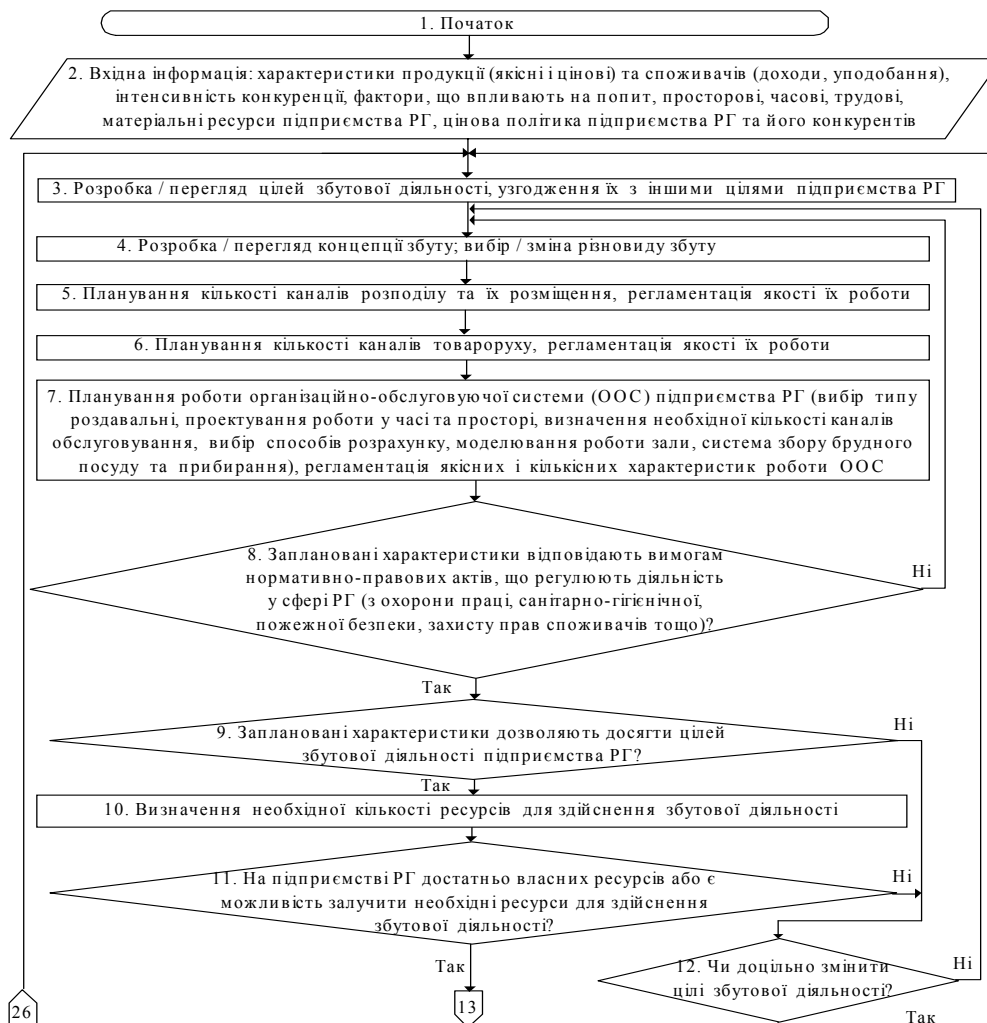 1. Початок
2. Вхідна інформація: характеристики продукції (якісні і цінові) та споживачів (доходи, уподобання),
інтенсивність конкуренції, фактори, що впливають на попит, просторові, часові, трудові,
матеріальні ресурси підприємства РГ, цінова політика підприємства РГ та його конкурентів
3. Розробка / перегляд цілей збутової діяльності, узгодження їх з іншими цілями підприємства РГ
4. Розробка / перегляд концепції збуту; вибір / зміна різновиду збуту
5. Планування кількості каналів розподілу та їх розміщення, регламентація якості їх роботи
6. Планування кількості каналів товароруху, регламентація якості їх роботи
7. Планування роботи організаційно-обслуговуючої системи (ООС) підприємства РГ (вибір типу
роздавальні, проектування роботи у часі та просторі, визначення необхідної кількості каналів
обслуговування, вибір способів розрахунку, моделювання роботи зали, система збору брудного
посуду та прибирання), регламентація якісних і кількісних характеристик роботи ООС
8. Заплановані характеристики відповідають вимогам
нормативно-правових актів, що регулюють діяльність
у сфері РГ (з охорони праці, санітарно-гігієнічної,
пожежної безпеки, захисту прав споживачів тощо)?
Ні
Так
9. Заплановані характеристики дозволяють досягти цілей
збутової діяльності підприємства РГ?
Ні
Так
10. Визначення необхідної кількості ресурсів для здійснення збутової діяльності
11. На підприємстві РГ достатньо власних ресурсів або є
можливість залучити необхідні ресурси для здійснення
збутової діяльності?
Ні
Так
12. Чи доцільно змінити
цілі збутової діяльності?
Ні
Так
26
13